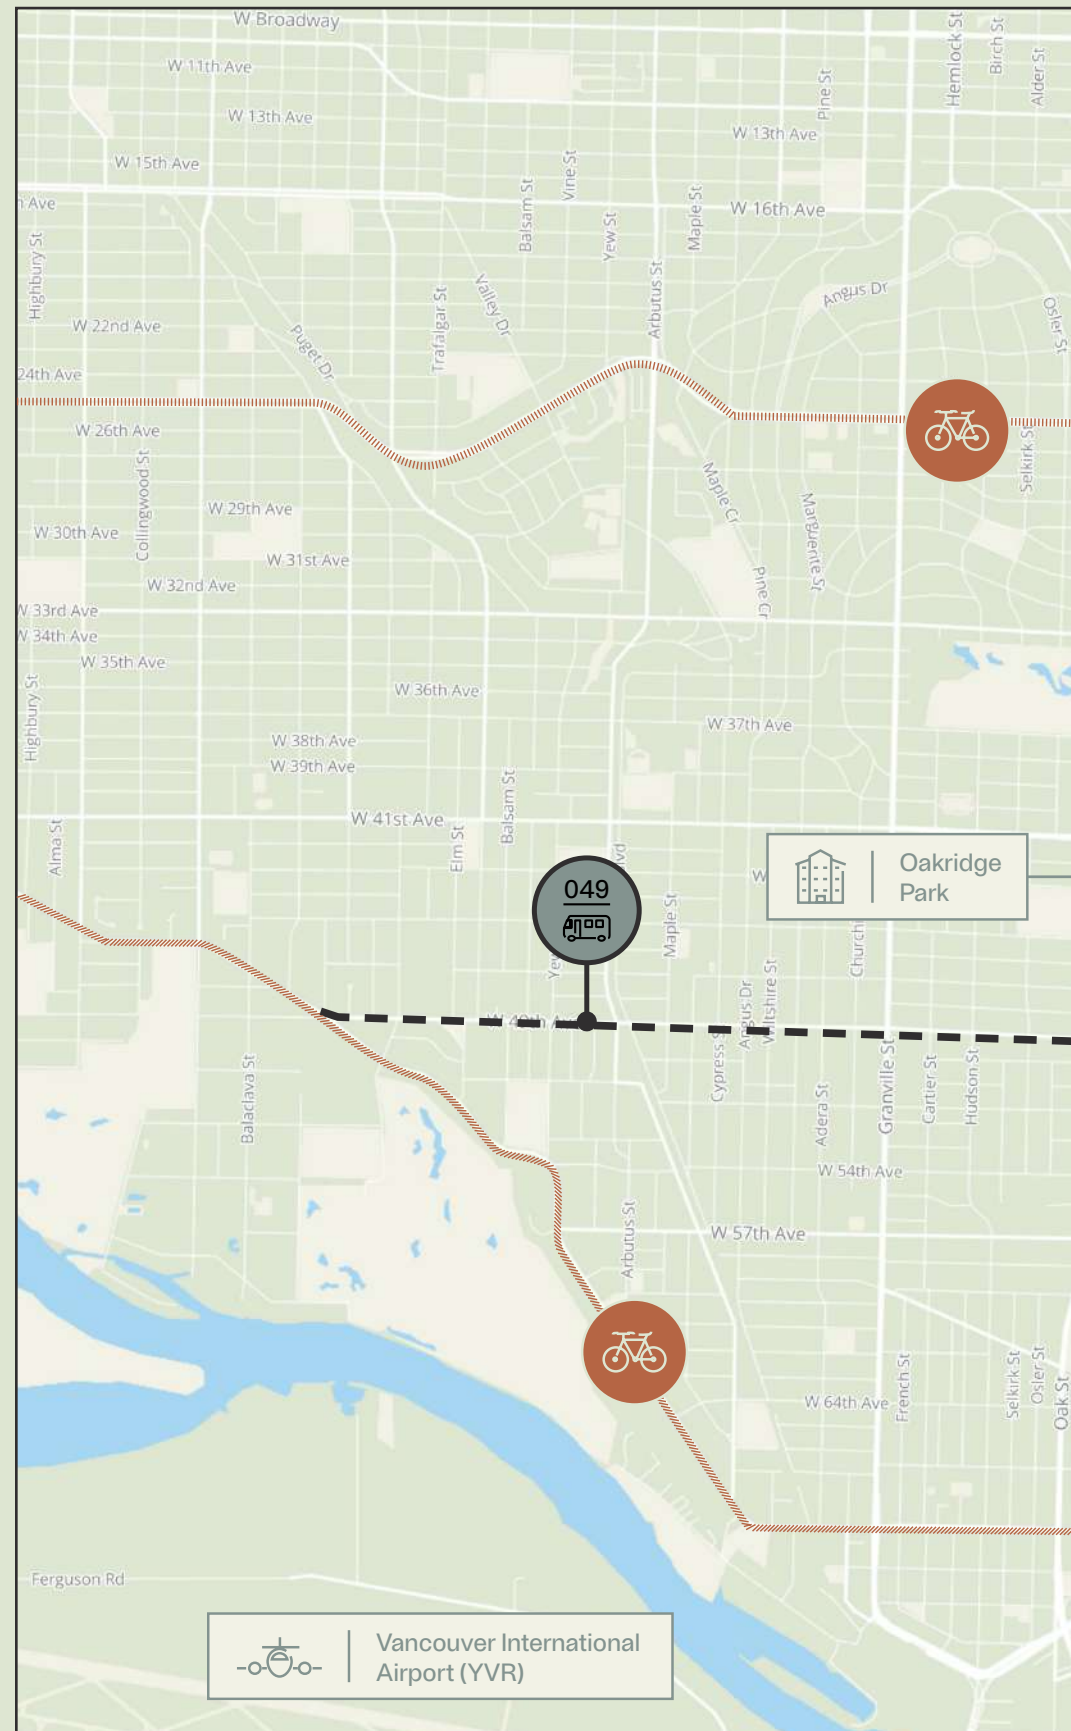 W Broadway
Hemlock St
Birch St
Alder St
W 11th Ave
Pine St
W 13th Ave
W 13th Ave
W 15th Ave
Vine St
Balsam St
Maple St
Ave
W 16th Ave
Yew St
Highbury St
Arbutus St
Valley Dr
Angus Dr
Trafalgar St
Osler St
W 22nd Ave
Puget Dr
24th Ave
W 26th Ave
Selkirk St
Collingwood St
Maple Cr
Marguerite St
W 29th Ave
W 30th Ave
W 31st Ave
W 32nd Ave
Pine Cr
W 33rd Ave
W 34th Ave
W 35th Ave
W 36th Ave
Highbury St
W 37th Ave
W 38th Ave
W 39th Ave
Balsam St
W 41st Ave
Alma St
Elm St
Oakridge
Park
049
Maple St
Angus Dr
Wiltshire St
Cypress S
Granville St
Cartier St
Hudson St
Balaclava St
Adera St
W 54th Ave
Arbutus St
W 57th Ave
French St
Selkirk St
Osler St
Oak St
W 64th Ave
Ferguson Rd
Vancouver International
Airport (YVR)